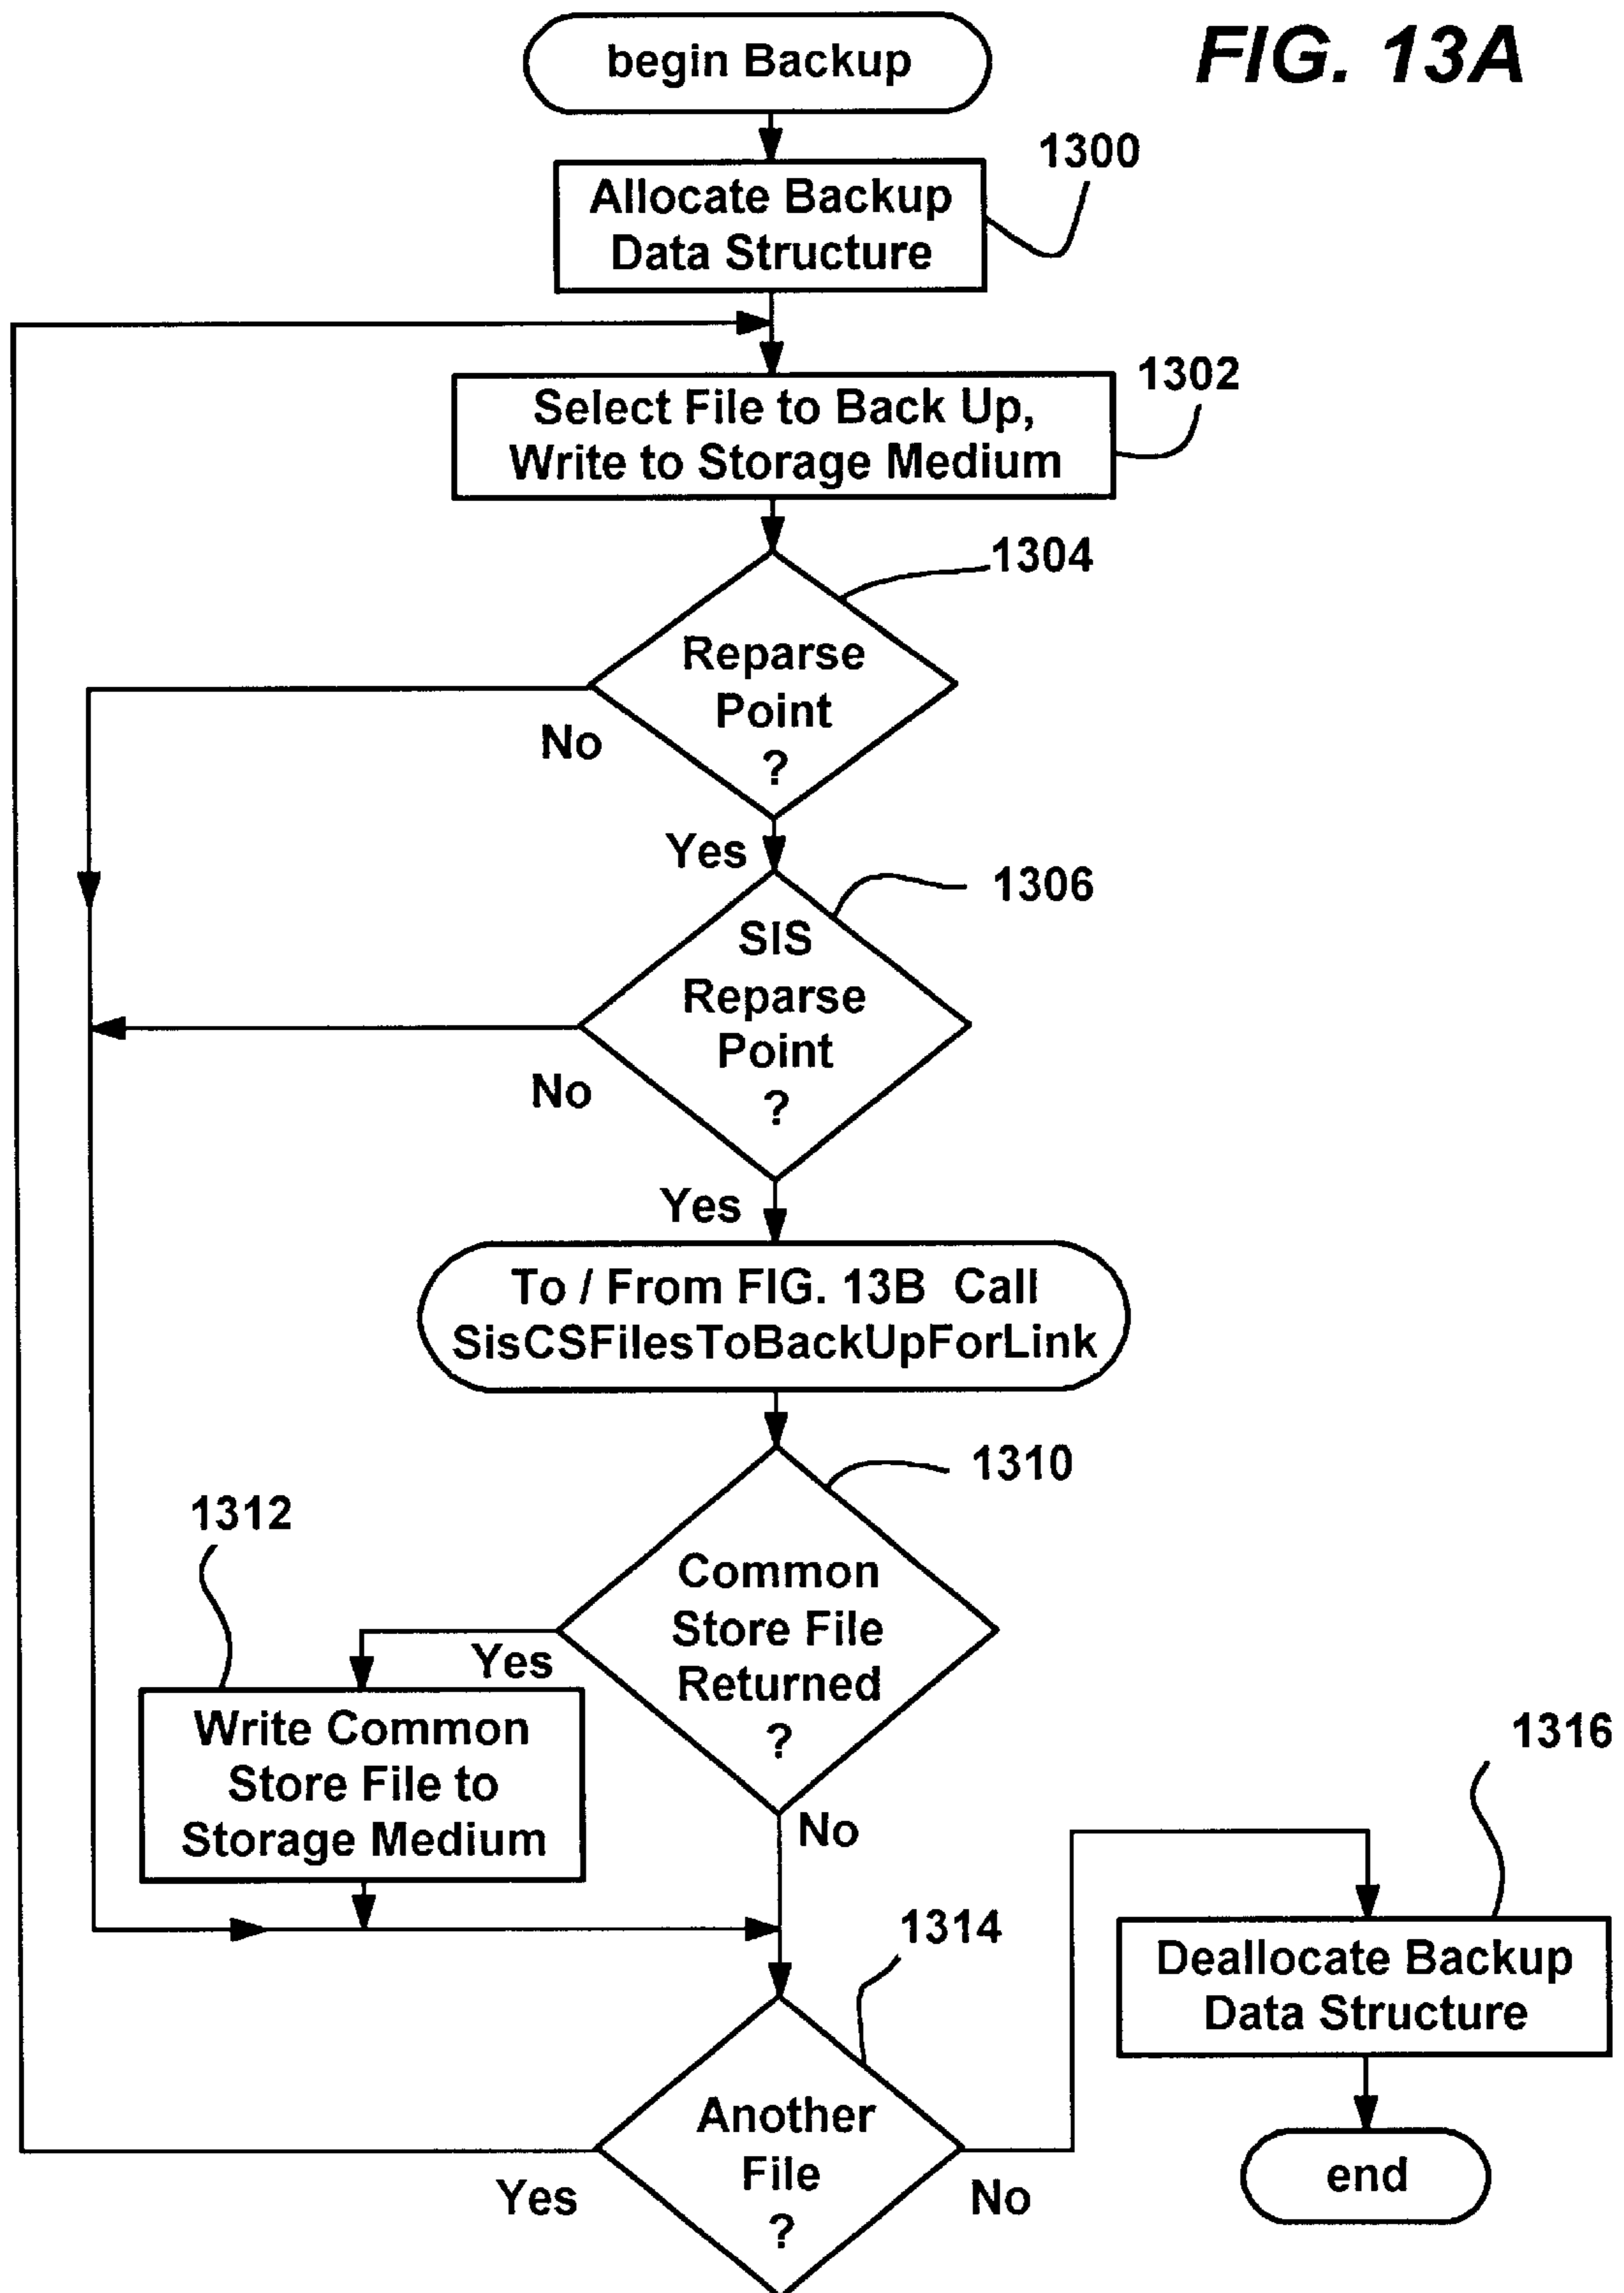 FIG. 13A
begin Backup
1300
Allocate Backup
Data Structure
1302
Select File to Back Up,
Write to Storage Medium
1304
Reparse
Point
?
No
Yes
1306
SIS
Reparse
Point
?
No
Yes
To / From FIG. 13B Call
SisCSFilesToBackUpForLink
1310
Common
Store File
Returned
?
Yes
No
1312
Write Common
Store File to
Storage Medium
1314
Another
File
?
Yes
No
1316
Deallocate Backup
Data Structure
end